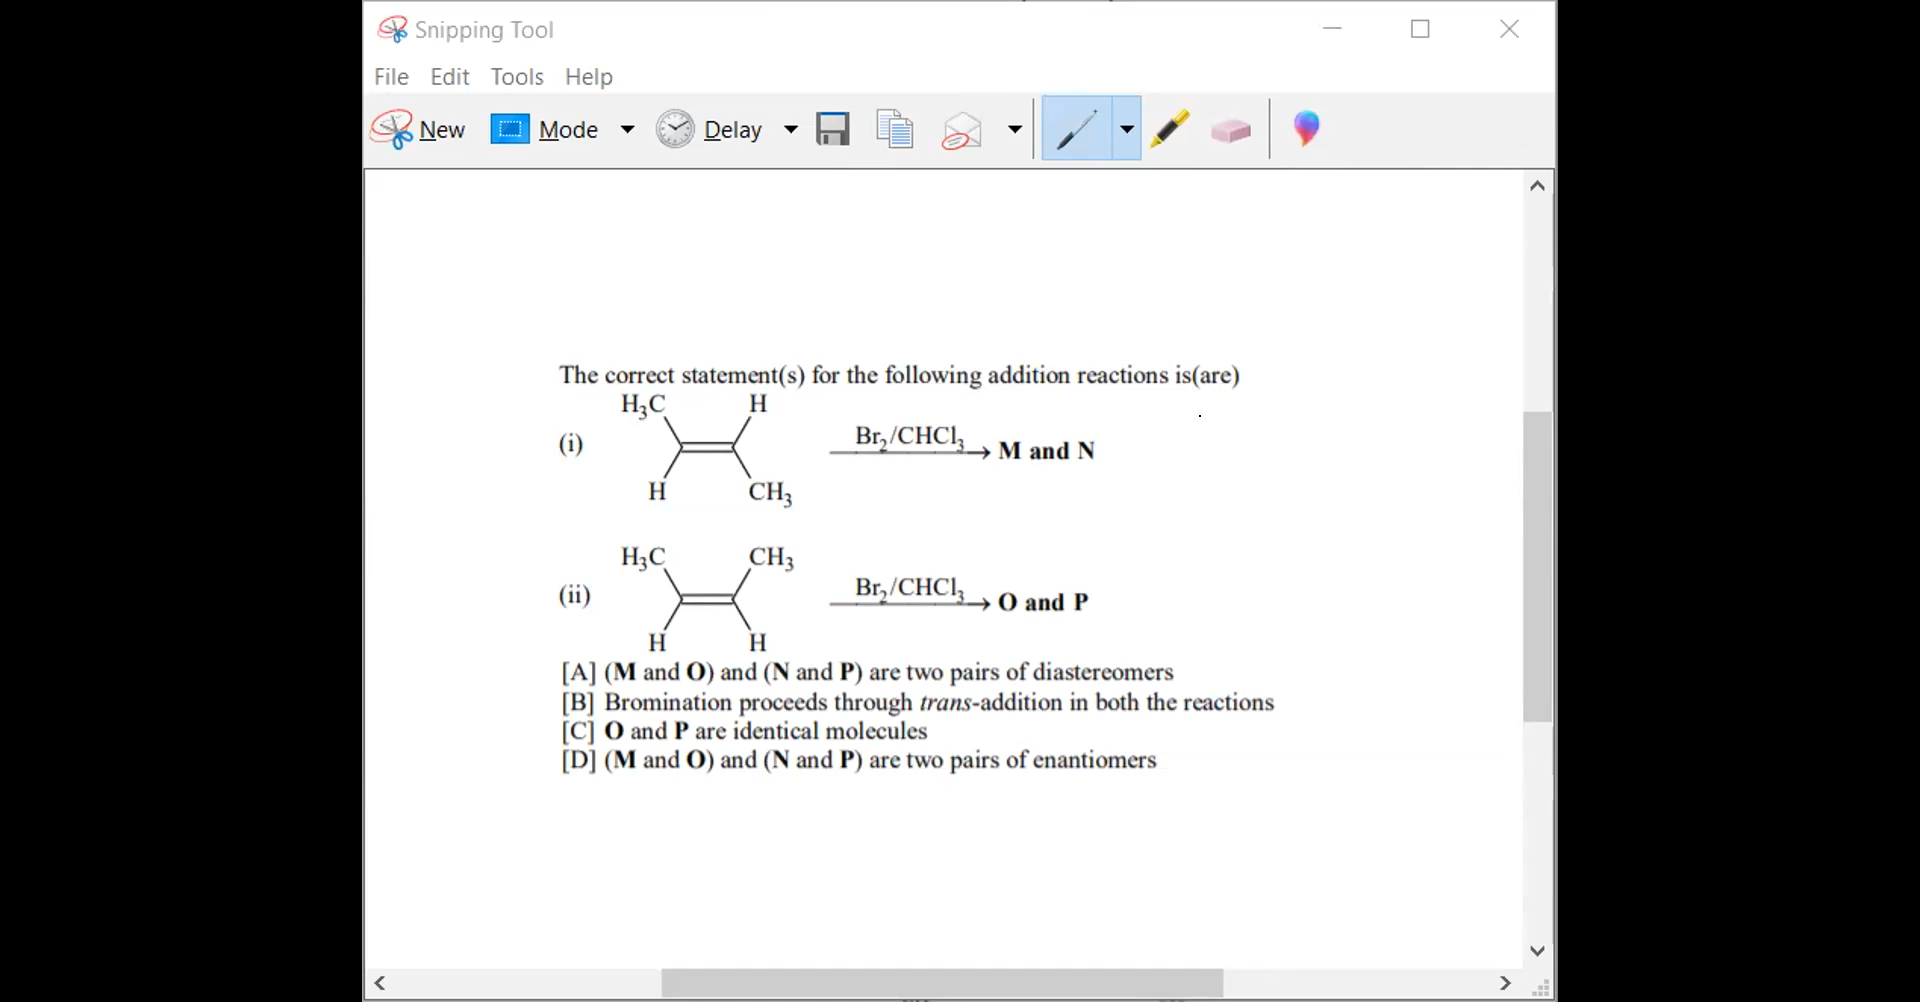 Snipping Tool
File Edit Tools Help
New Mode Delay
The correct statement(s) for the following addition reactions is(are)
H₃C H
(i) Br₂/CHCl₃ → M and N
H CH₃
H₃C CH₃
(ii) Br₂/CHCl₃ → O and P
H H
[A] (M and O) and (N and P) are two pairs of diastereomers
[B] Bromination proceeds through trans-addition in both the reactions
[C] O and P are identical molecules
[D] (M and O) and (N and P) are two pairs of enantiomers